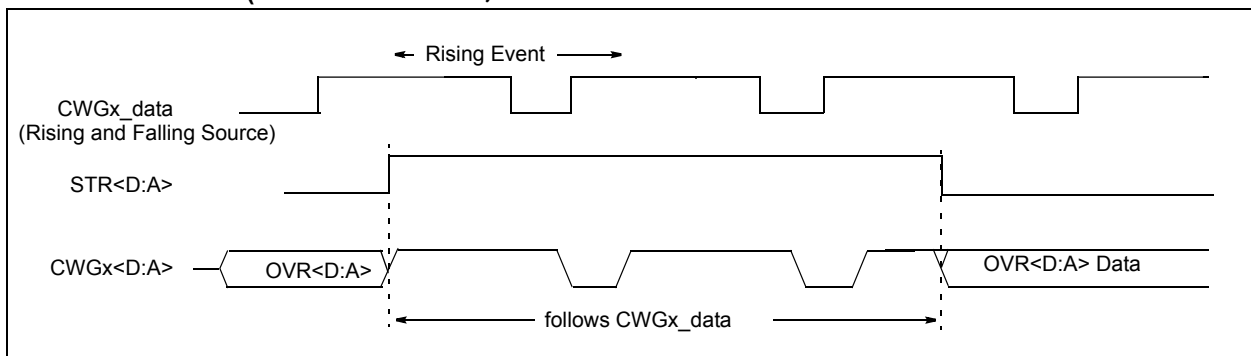 Rising Event
CWGx_data
(Rising and Falling Source)
STR<D:A>
CWGx<D:A>
OVR<D:A>
OVR<D:A> Data
follows CWGx_data